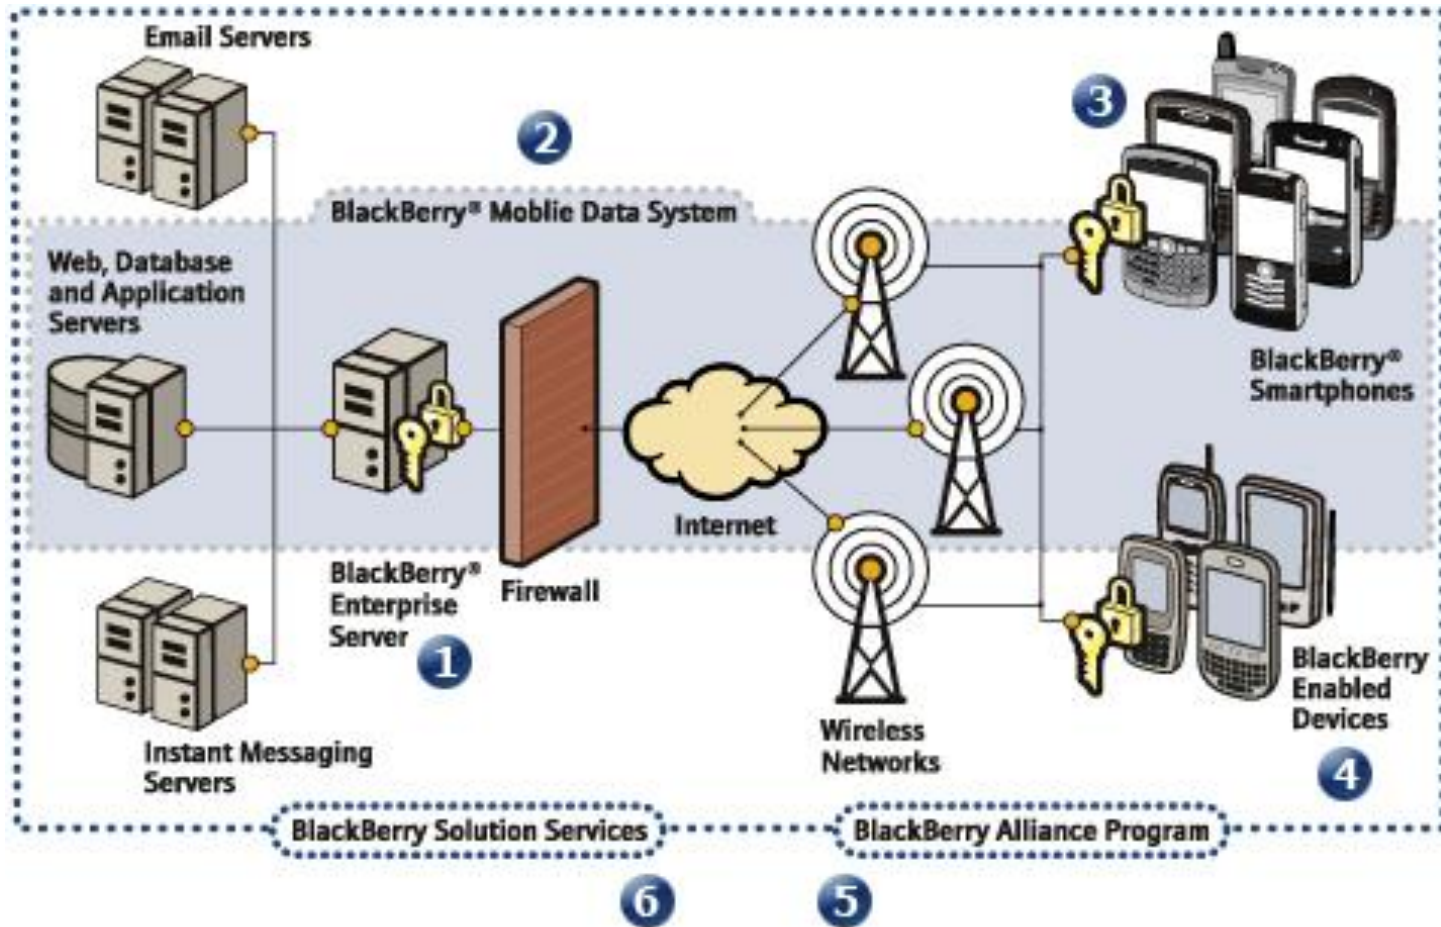 Email Servers
2
3
BlackBerry® Moblie Data System
Web, Database
and Application
Servers
BlackBerry®
Smartphones
Internet
BlackBerry®
Enterprise
Server
1
Firewall
Wireless
Networks
BlackBerry
Enabled
Devices
4
Instant Messaging
Servers
BlackBerry Solution Services
BlackBerry Alliance Program
6
5